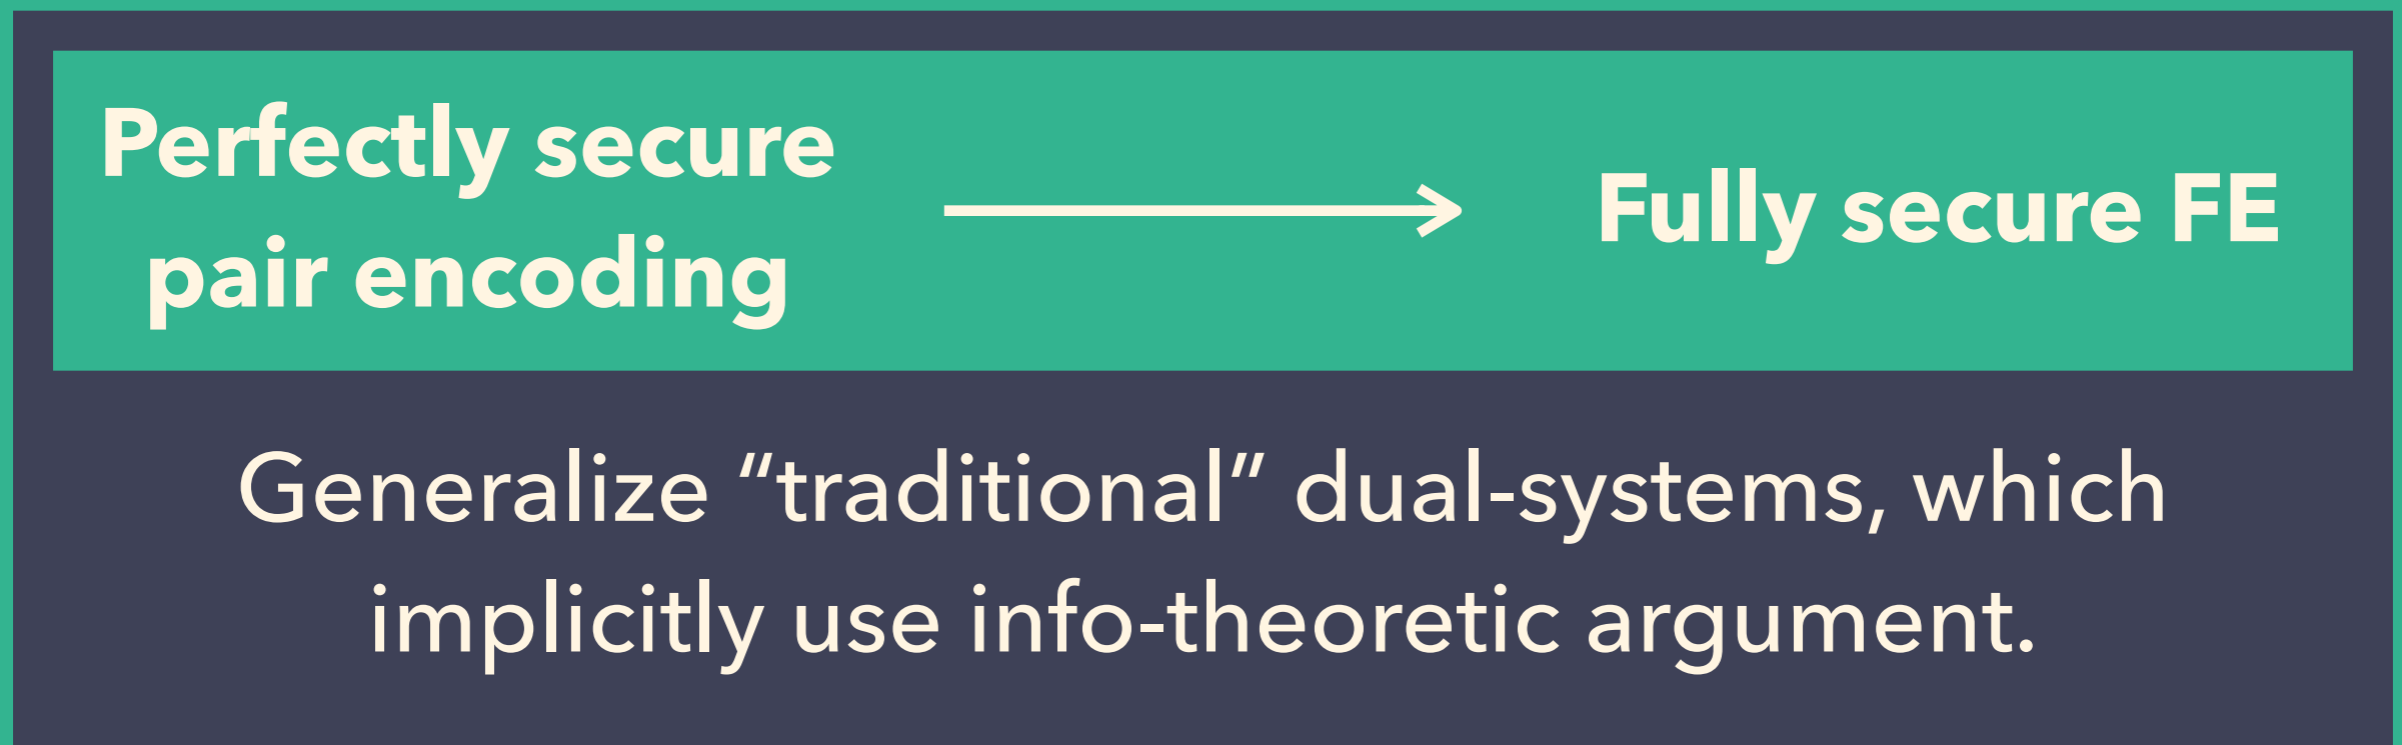 Perfectly secure
pair encoding
Fully secure FE
Generalize “traditional” dual-systems, which
implicitly use info-theoretic argument.